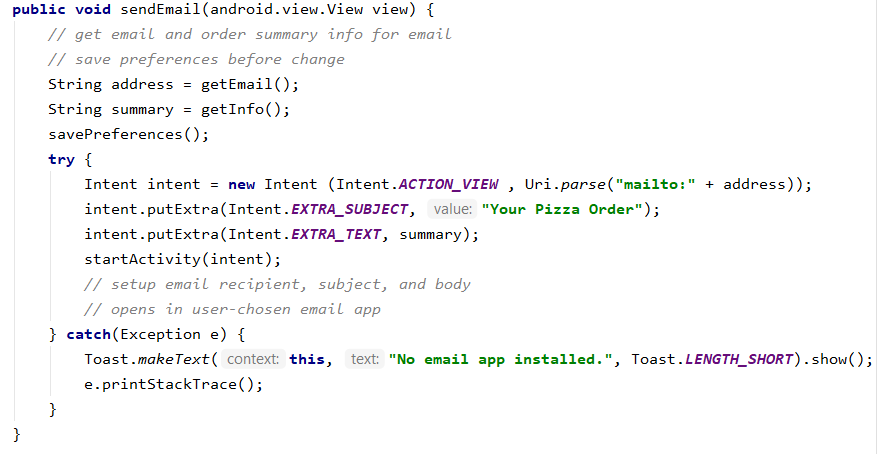 public void sendEmail(android.view.View view) {
    // get email and order summary info for email
    // save preferences before change
    String address = getEmail();
    String summary = getInfo();
    savePreferences();
    try {
        Intent intent = new Intent (Intent.ACTION_VIEW , Uri.parse("mailto:" + address));
        intent.putExtra(Intent.EXTRA_SUBJECT, value: "Your Pizza Order");
        intent.putExtra(Intent.EXTRA_TEXT, summary);
        startActivity(intent);
        // setup email recipient, subject, and body
        // opens in user-chosen email app
    } catch(Exception e) {
        Toast.makeText( context: this, text: "No email app installed.", Toast.LENGTH_SHORT).show();
        e.printStackTrace();
    }
}